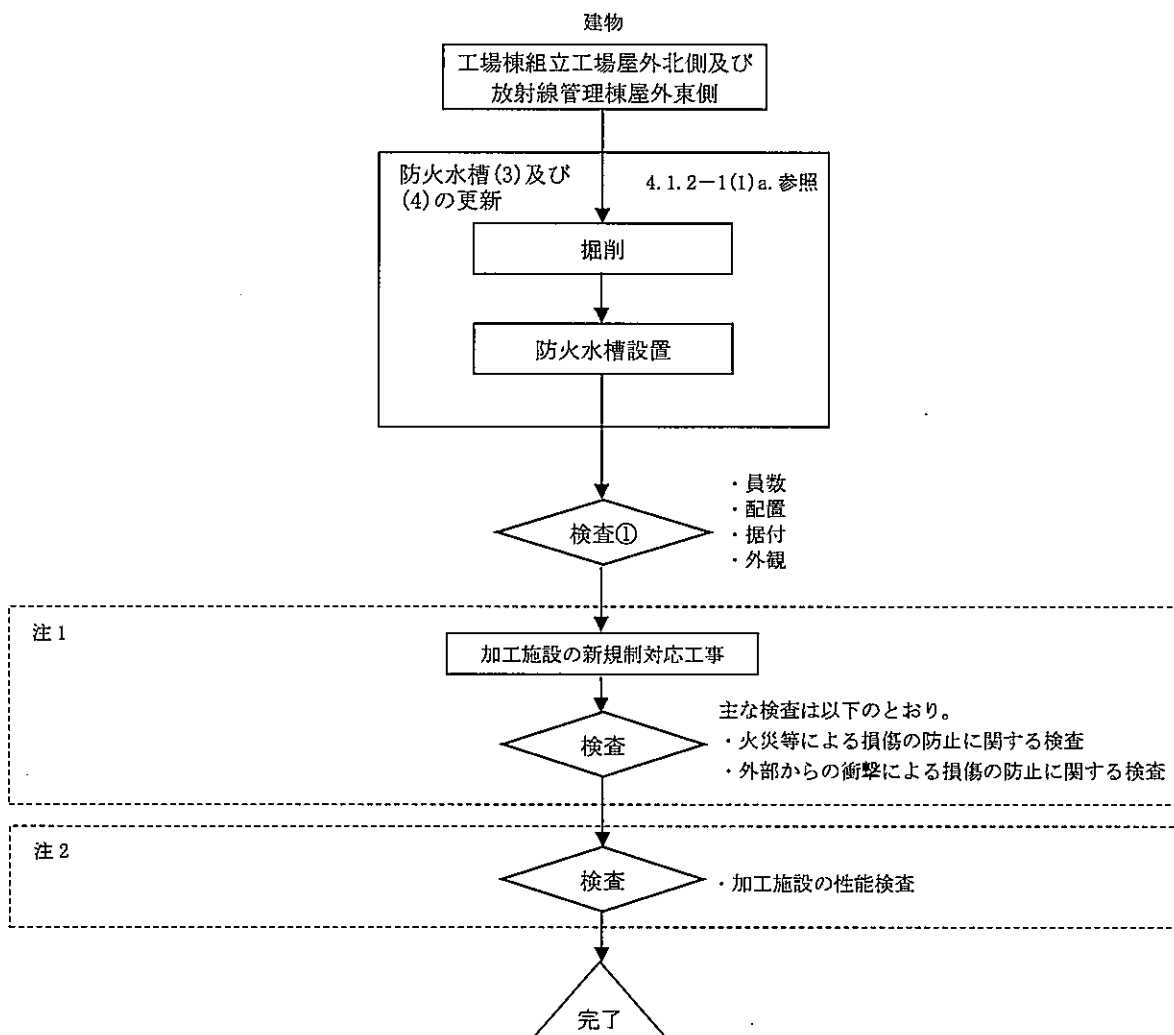 建物
工場棟組立工場屋外北側及び
放射線管理棟屋外東側
防火水槽(3)及び
(4)の更新
4.1.2－1(1)a.参照
掘削
防火水槽設置
検査①
・員数
・配置
・据付
・外観
注1
加工施設の新規制対応工事
検査
主な検査は以下のとおり。
・火災等による損傷の防止に関する検査
・外部からの衝撃による損傷の防止に関する検査
注2
検査
・加工施設の性能検査
完了